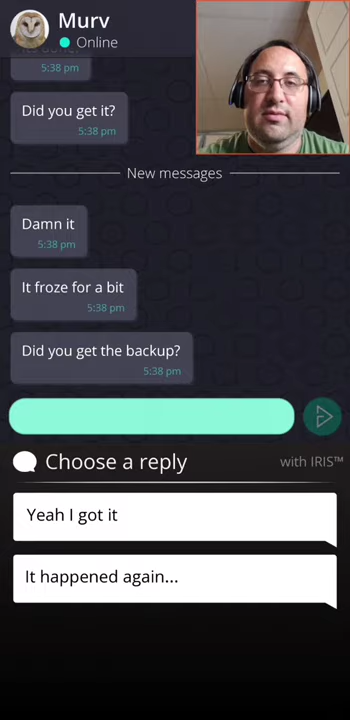 Murv
Online
5:38 pm
Did you get it?
5:38 pm
New messages
Damn it
5:38 pm
It froze for a bit
5:38 pm
Did you get the backup?
5:38 pm
Choose a reply
with IRIS™
Yeah I got it
It happened again...